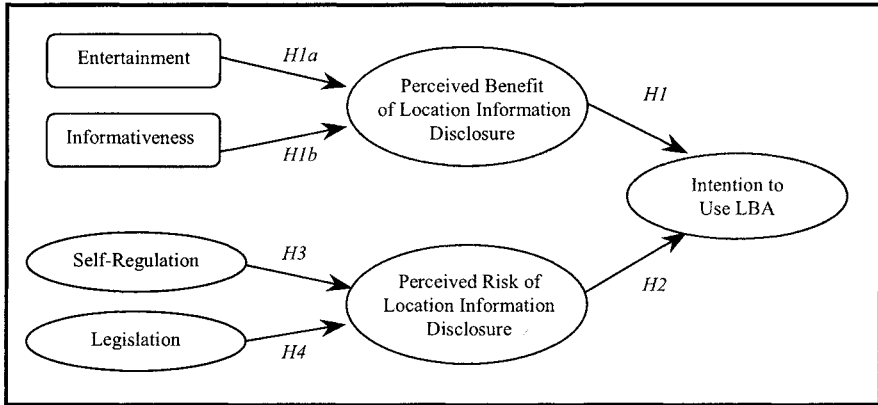 Entertainment
H1a
Perceived Benefit
of Location Information
Disclosure
H1
Informativeness
H1b
Intention to
Use LBA
Self-Regulation
H3
Perceived Risk of
Location Information
Disclosure
H2
Legislation
H4